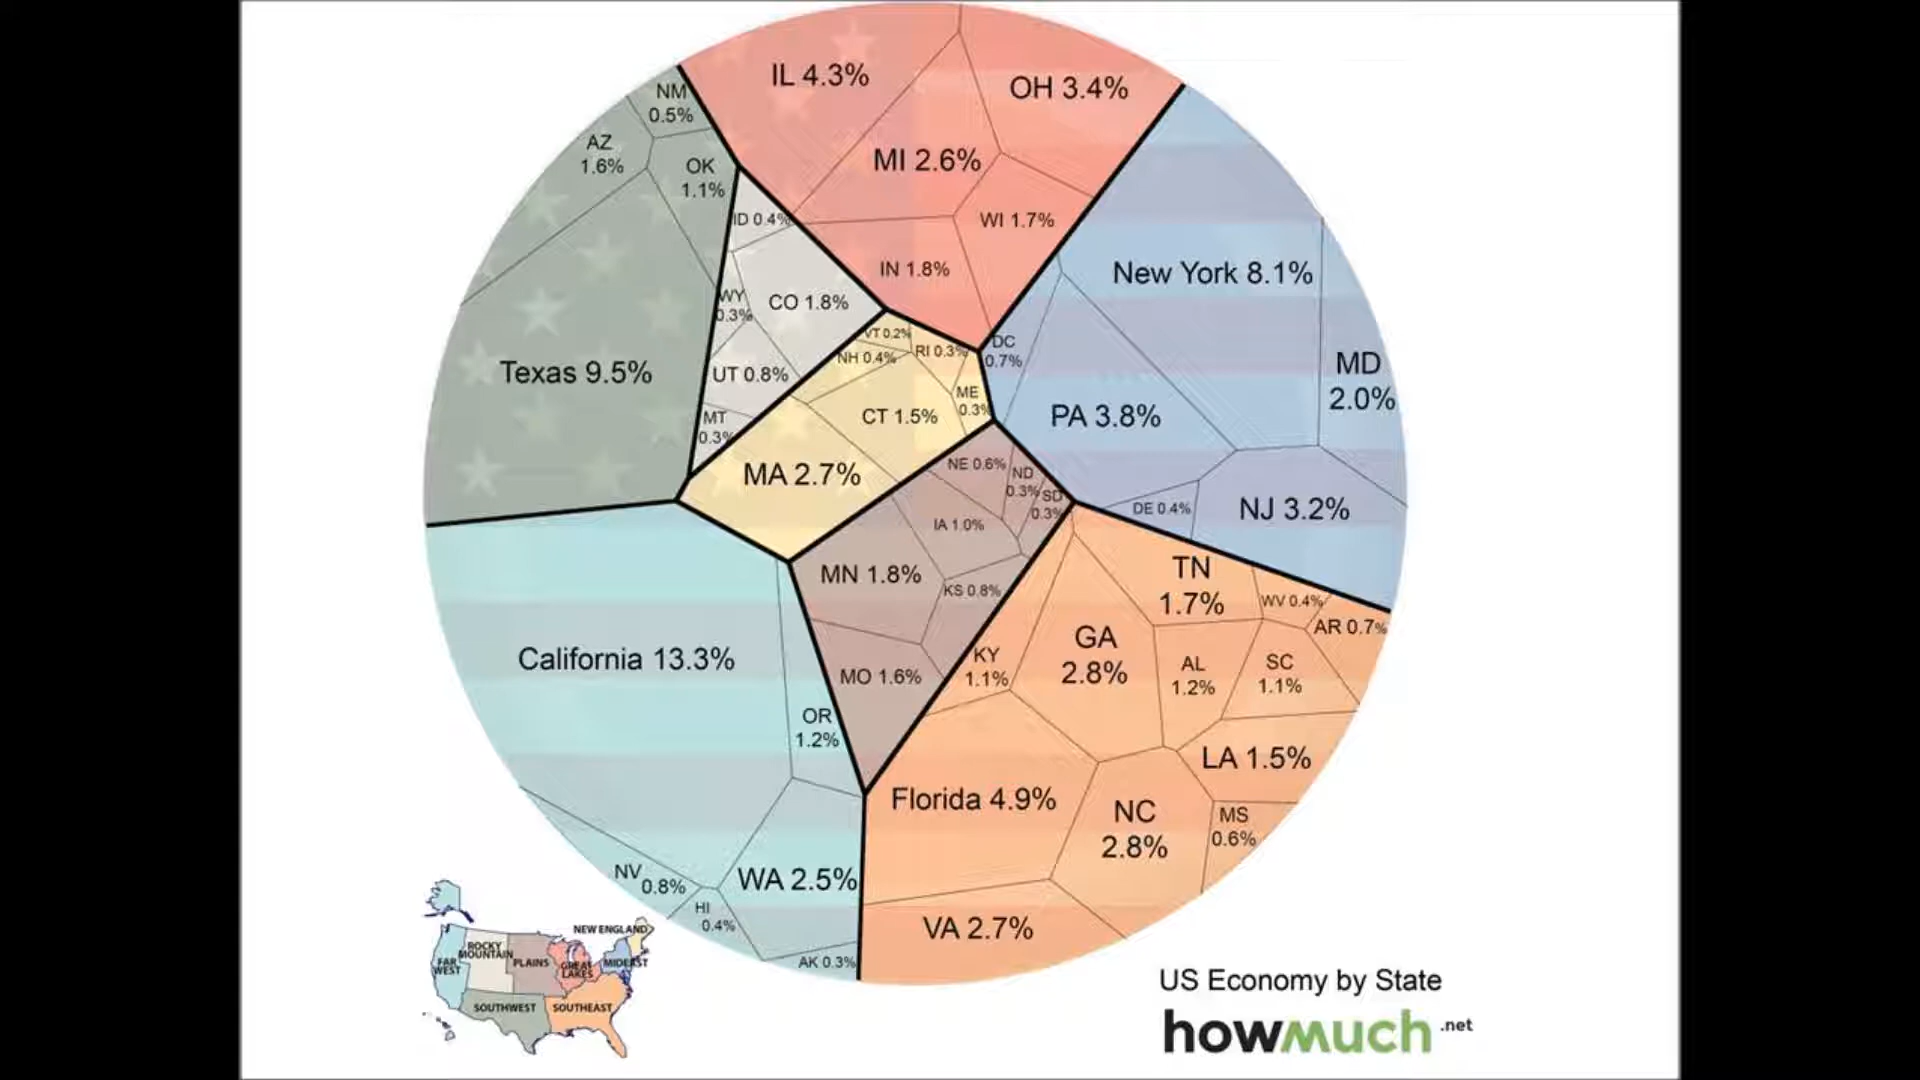 IL 4.3%
OH 3.4%
MI 2.6%
WI 1.7%
IN 1.8%
NM
0.5%
AZ
1.6%
OK
1.1%
Texas 9.5%
ID 0.4%
WY
0.3%
CO 1.8%
UT 0.8%
MT
0.3%
New York 8.1%
MD
2.0%
DC
0.7%
PA 3.8%
DE 0.4%
NJ 3.2%
VT 0.2%
NH 0.4%
RI 0.3%
ME
0.3%
CT 1.5%
MA 2.7%
NE 0.6%
ND
0.3%
SD
0.3%
IA 1.0%
MN 1.8%
KS 0.8%
MO 1.6%
California 13.3%
OR
1.2%
WA 2.5%
NV
0.8%
HI
0.4%
AK 0.3%
TN
1.7%
WV 0.4%
AR 0.7%
GA
2.8%
AL
1.2%
SC
1.1%
KY
1.1%
LA 1.5%
Florida 4.9%
NC
2.8%
MS
0.6%
VA 2.7%
NEW ENGLAND
ROCKY
MOUNTAIN
FAR
WEST
PLAINS
GREAT
LAKES
MIDEAST
SOUTHWEST
SOUTHEAST
US Economy by State
howmuch.net